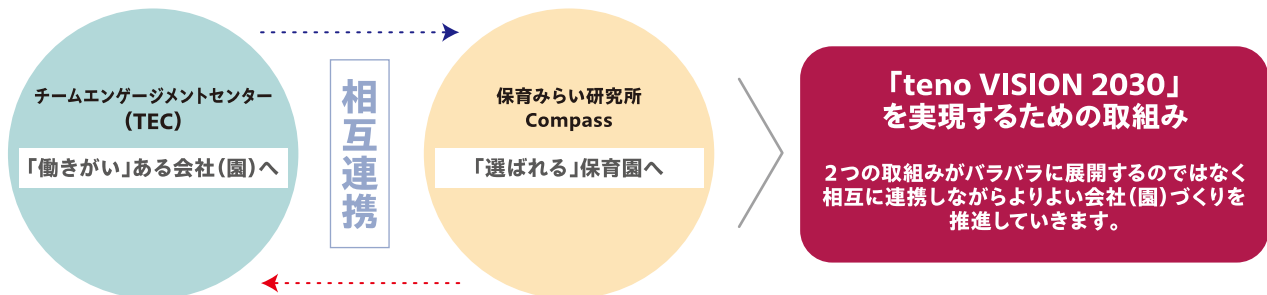 チームエンゲージメントセンター
(TEC)
「働きがい」ある会社(園)へ
相互連携
保育みらい研究所
Compass
「選ばれる」保育園へ
「teno VISION 2030」
を実現するための取組み
2つの取組みがバラバラに展開するのではなく
相互に連携しながらよりよい会社(園)づくりを
推進していきます。